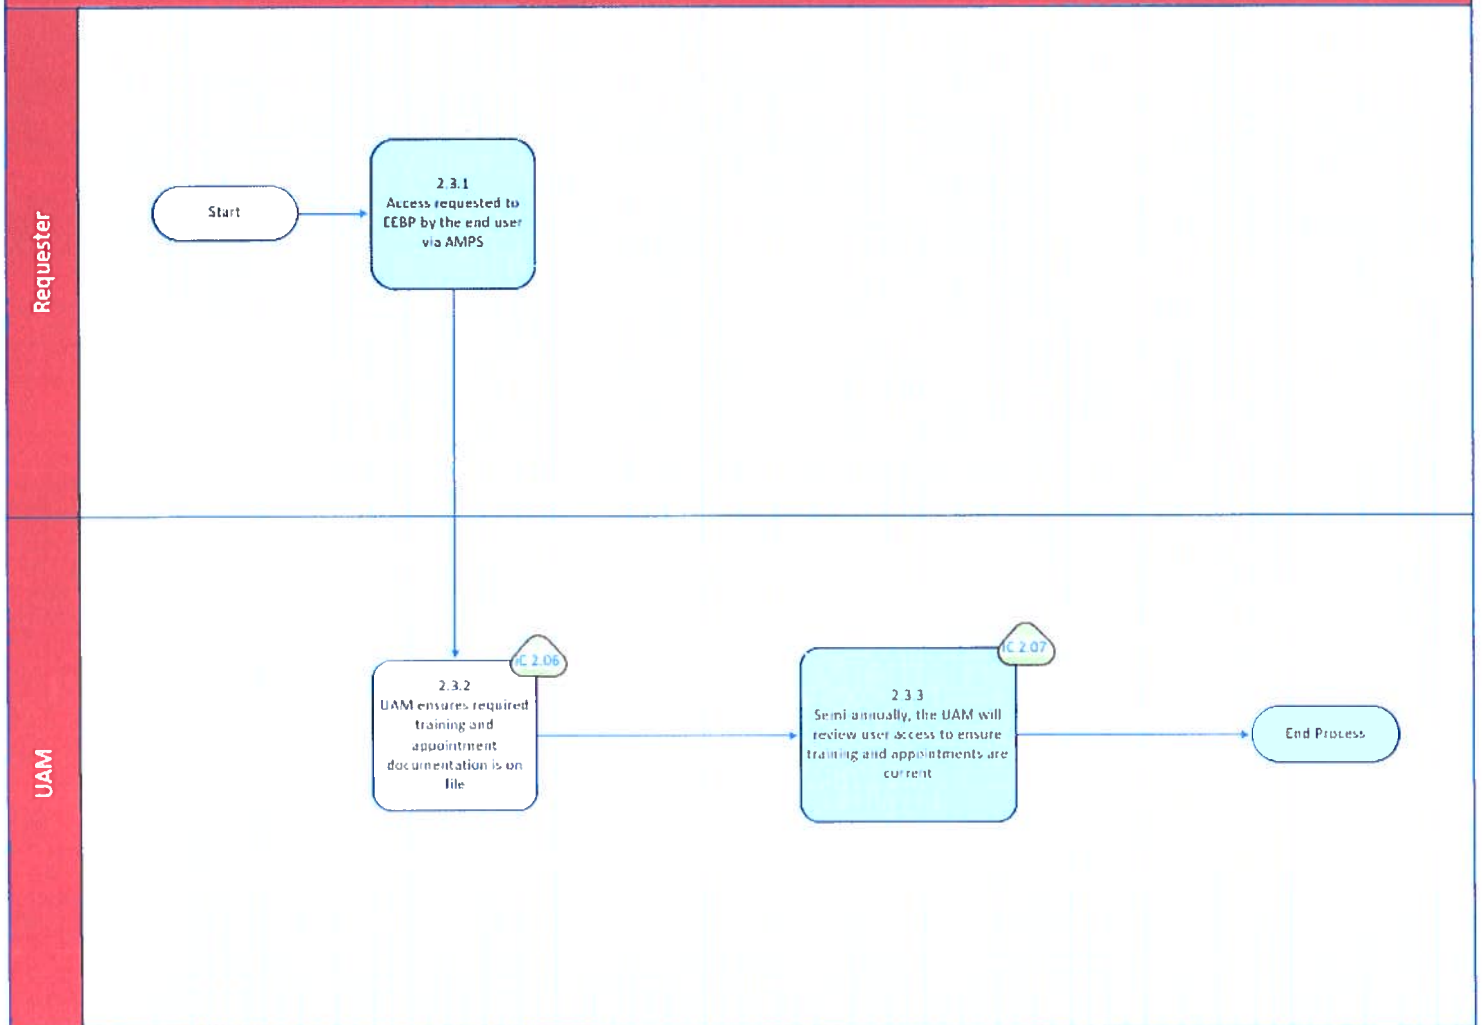 Requester
Start
2.3.1
Access requested to
EEBP by the end user
via AMPS
UAM
2.3.2
UAM ensures required
training and
appointment
documentation is on
file
IC 2.06
2.3.3
Semi-annually, the UAM will
review user access to ensure
training and appointments are
current
IC 2.07
End Process